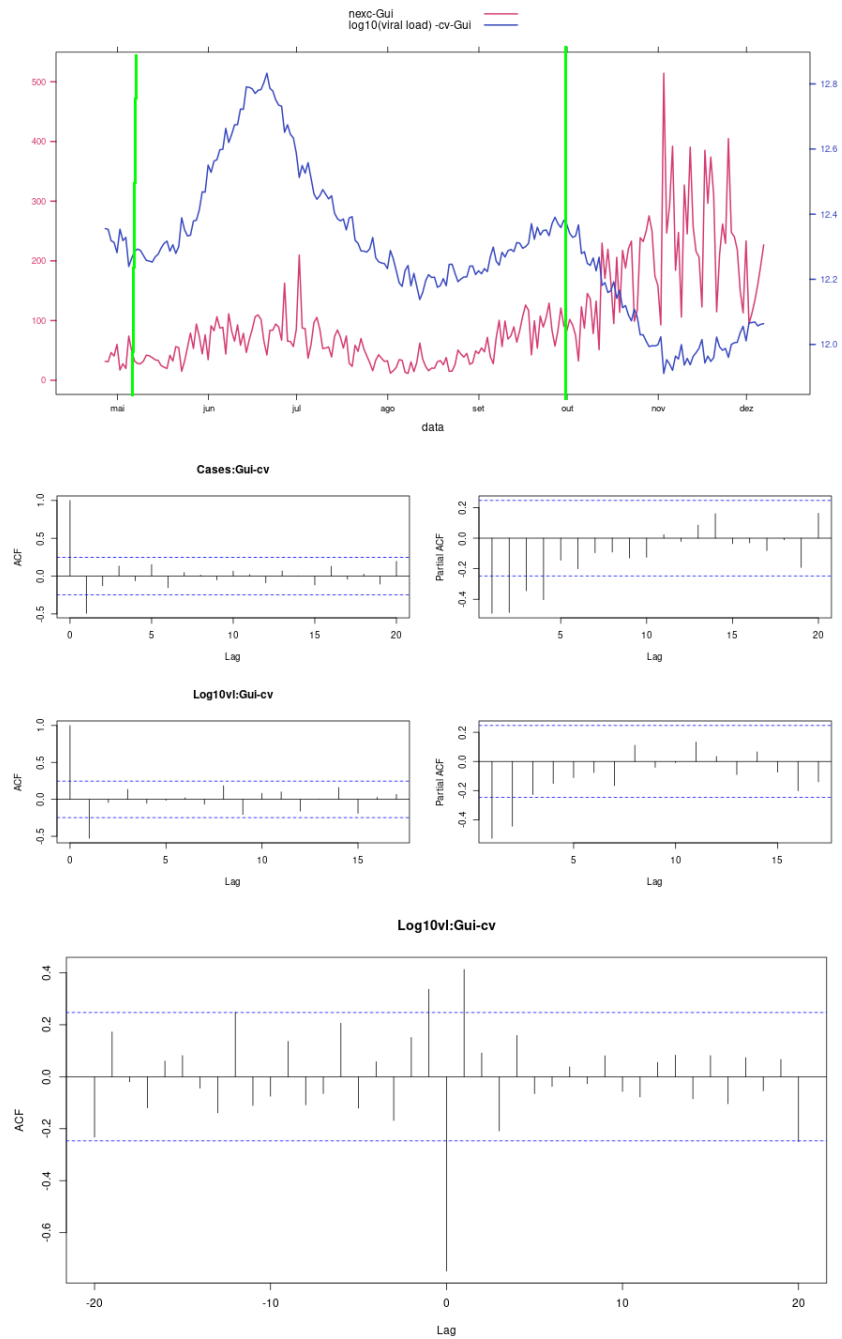 nexc-Gui
log10(viral load) -cv-Gui
500
400
300
200
100
0
12.8
12.6
12.4
12.2
12.0
mai jun jul ago set out nov dez
data
Cases:Gui-cv
ACF
1.0
0.5
0.0
-0.5
0 5 10 15 20
Lag
Partial ACF
0.2
0.0
-0.2
-0.4
5 10 15 20
Lag
Log10vl:Gui-cv
ACF
1.0
0.5
0.0
-0.5
0 5 10 15
Lag
Partial ACF
0.2
0.0
-0.2
-0.4
5 10 15
Lag
Log10vl:Gui-cv
ACF
0.4
0.2
0.0
-0.2
-0.4
-0.6
-20 -10 0 10 20
Lag